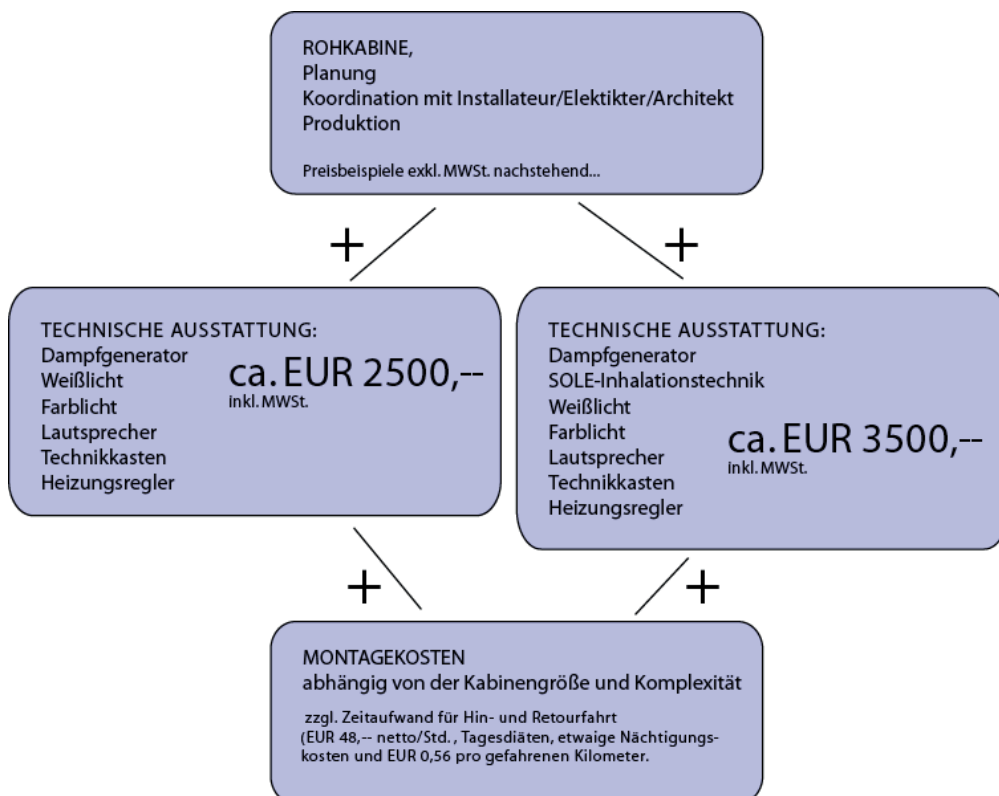 ROHKABINE,
Planung
Koordination mit Installateur/Elektikter/Architekt
Produktion
Preisbeispiele exkl. MWSt. nachstehend...
+
+
TECHNISCHE AUSSTATTUNG:
Dampfgenerator
Weißlicht
Farblicht
Lautsprecher
Technikkasten
Heizungsregler
ca. EUR 2500,--
inkl. MWSt.
TECHNISCHE AUSSTATTUNG:
Dampfgenerator
SOLE-Inhalationstechnik
Weißlicht
Farblicht
Lautsprecher
Technikkasten
Heizungsregler
ca. EUR 3500,--
inkl. MWSt.
+
+
MONTAGEKOSTEN
abhängig von der Kabinengröße und Komplexität
zzgl. Zeitaufwand für Hin- und Retourfahrt
(EUR 48,-- netto/Std. , Tagesdiäten, etwaige Nächtigungs-
kosten und EUR 0,56 pro gefahrenen Kilometer.